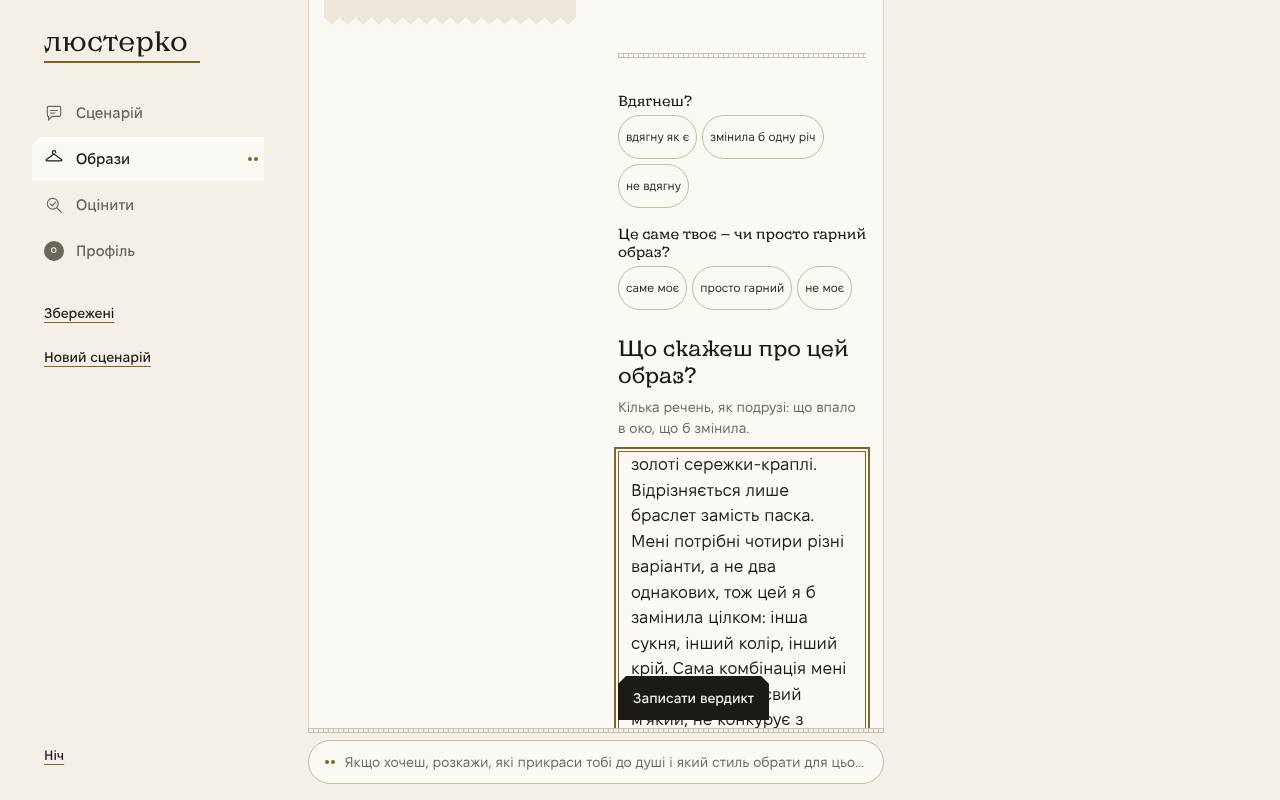 люстерко
Сценарій
Образи
Оцінити
О
Профіль
Збережені
Новий сценарій
Ніч
Вдягнеш?
вдягну як є
змінила б одну річ
не вдягну
Це саме твоє – чи просто гарний
образ?
саме моє
просто гарний
не моє
Що скажеш про цей
образ?
Кілька речень, як подрузі: що впало
в око, що б змінила.
золоті сережки-краплі.
Відрізняється лише
браслет замість паска.
Мені потрібні чотири різні
варіанти, а не два
однакових, тож цей я б
замінила цілком: інша
сукня, інший колір, інший
крій. Сама комбінація мені
Записати вердикт
м'який, не конкурує з
Якщо хочеш, розкажи, які прикраси тобі до душі і який стиль обрати для цьо...